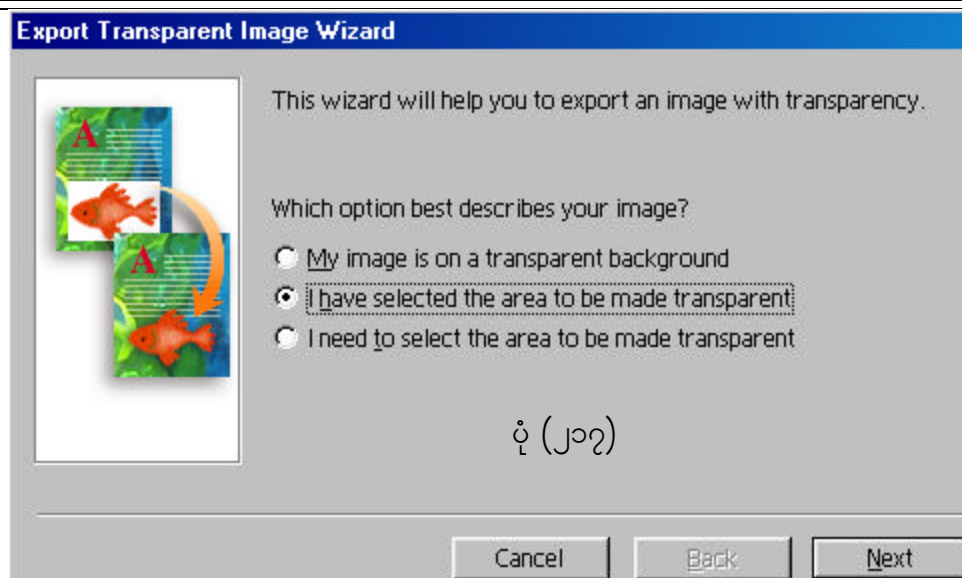 Export Transparent Image Wizard
This wizard will help you to export an image with transparency.
Which option best describes your image?
My image is on a transparent background
I have selected the area to be made transparent
I need to select the area to be made transparent
A
A
ပုံ (၂၁၇)
Cancel
Back
Next